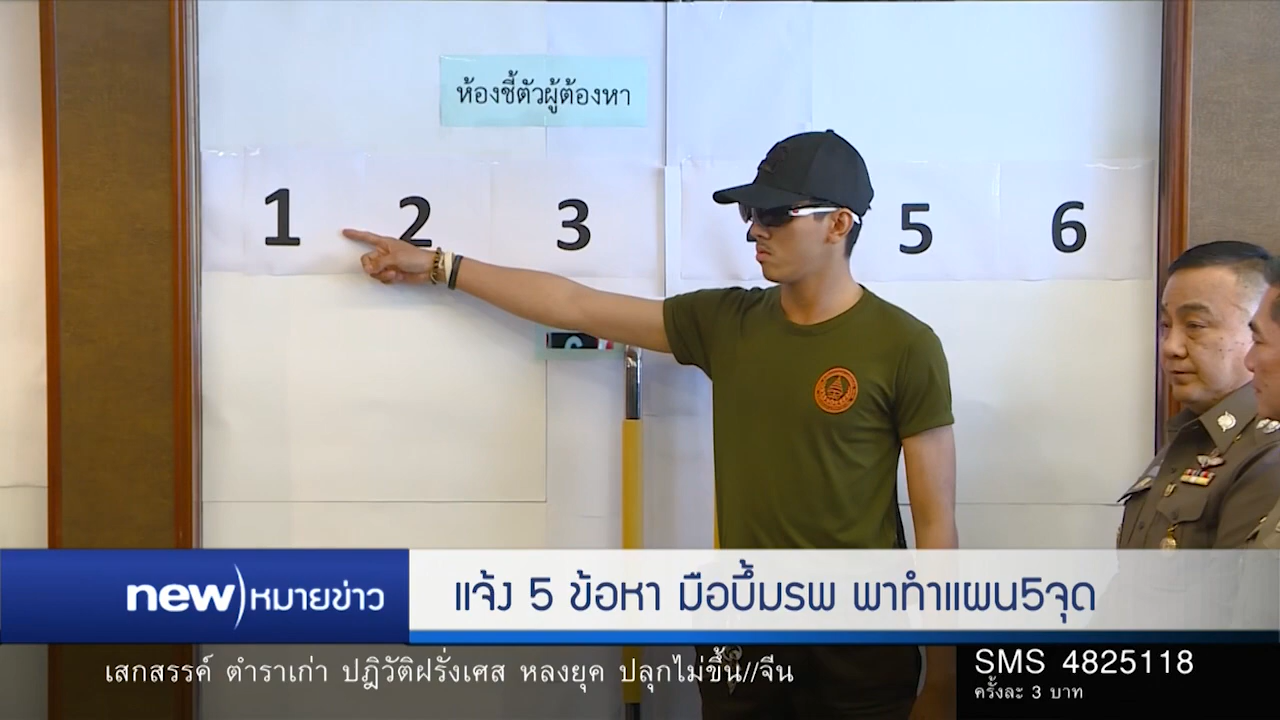 ห้องชี้ตัวผู้ต้องหา
1 2 3 5 6
new)หมายข่าว
แจ้ง 5 ข้อหา มือบึ้มรพ พาทำแผน5จุด
เสกสรรค์ ตำราเก่า ปฎิวัติฝรั่งเศส หลงยุค ปลุกไม่ขึ้น//จีน
SMS 4825118
ครั้งละ 3 บาท